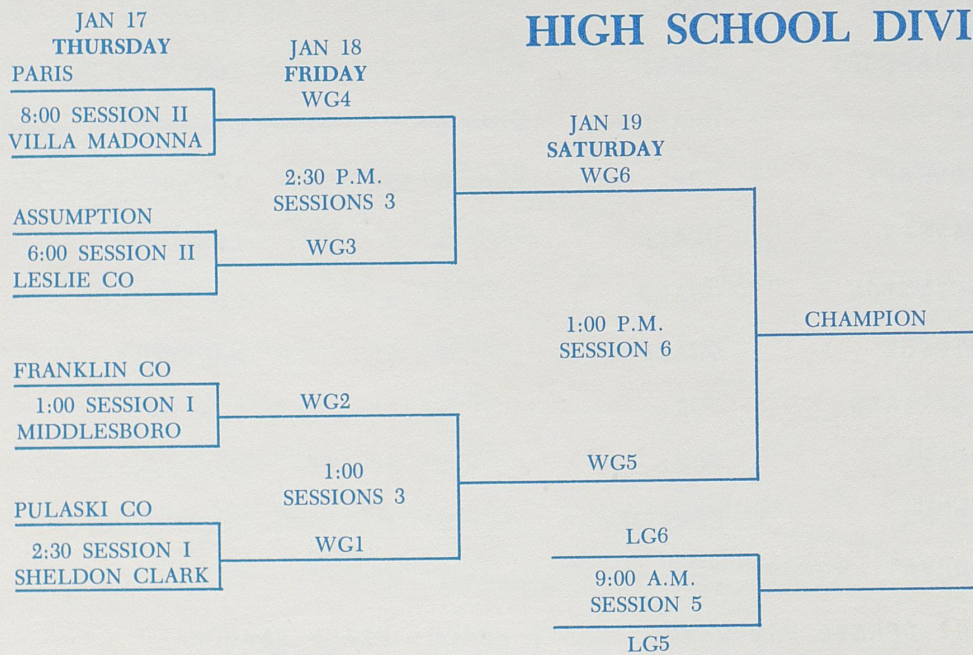 HIGH SCHOOL DIVI
JAN 17
THURSDAY
PARIS
8:00 SESSION II
VILLA MADONNA
ASSUMPTION
6:00 SESSION II
LESLIE CO
FRANKLIN CO
1:00 SESSION I
MIDDLESBORO
PULASKI CO
2:30 SESSION I
SHELDON CLARK
JAN 18
FRIDAY
WG4
2:30 P.M.
SESSIONS 3
WG3
WG2
1:00
SESSIONS 3
WG1
JAN 19
SATURDAY
WG6
1:00 P.M.
SESSION 6
WG5
LG6
9:00 A.M.
SESSION 5
LG5
CHAMPION